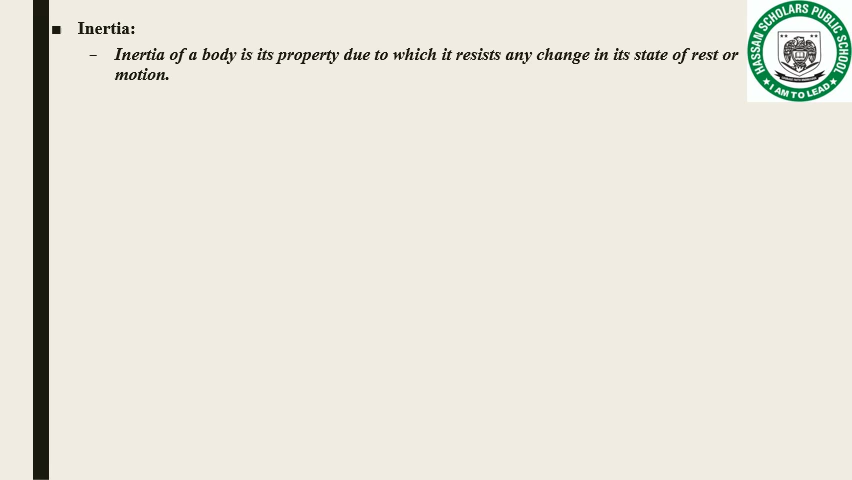 ■ Inertia:
– Inertia of a body is its property due to which it resists any change in its state of rest or
motion.
HASSAN SCHOLARS PUBLIC SCHOOL
★ I AM TO LEAD ★